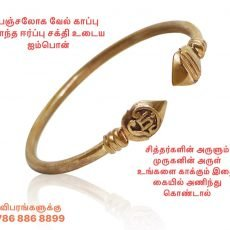 பஞ்சலோக வேல் காப்பு
ாந்த ஈர்ப்பு சக்தி உடைய
ஐம்பொன்
சித்தர்களின் அருளும்
முருகனின் அருள்
உங்களை காக்கும் இதை
கையில் அணிந்து
கொண்டால்
விபரங்களுக்கு
786 886 8899